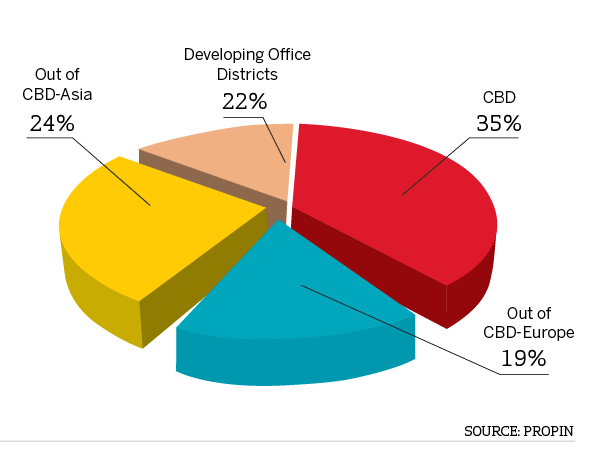 Developing Office
Districts
22%
Out of
CBD-Asia
24%
CBD
35%
Out of
CBD-Europe
19%
SOURCE: PROPIN